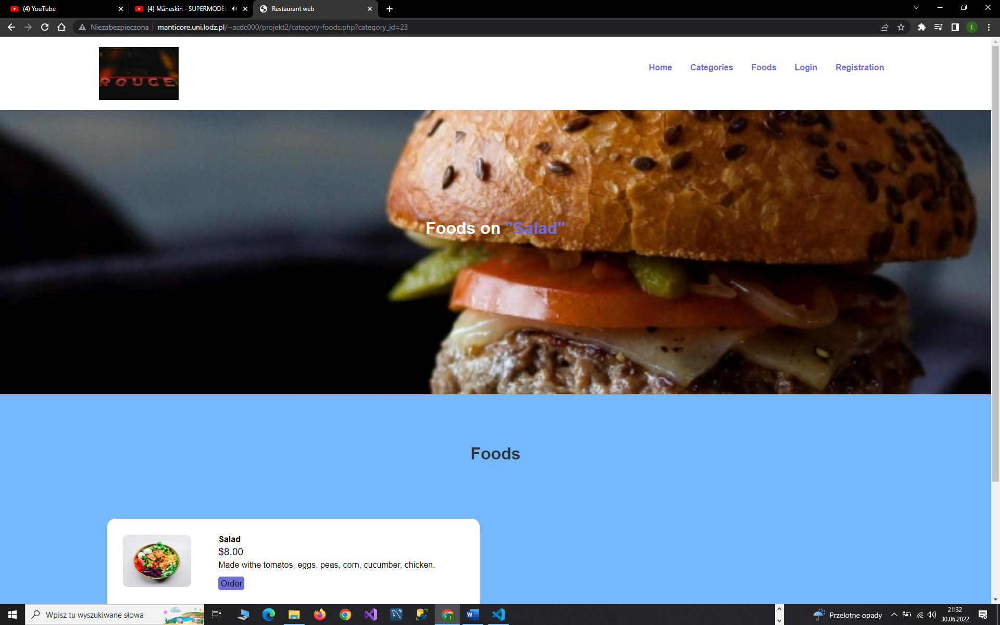 (4) YouTube
(4) Måneskin - SUPERMODEL
Restaurant web
Niezabezpieczona
manticore.uni.lodz.pl/~acdc000/projekt2/category-foods.php?category_id=23
I
ROUGE
Home
Categories
Foods
Login
Registration
Foods on "Salad"
Foods
Salad
$8.00
Made withe tomatos, eggs, peas, corn, cucumber, chicken.
Order
Wpisz tu wyszukiwane słowa
Przelotne opady
21:32
30.06.2022